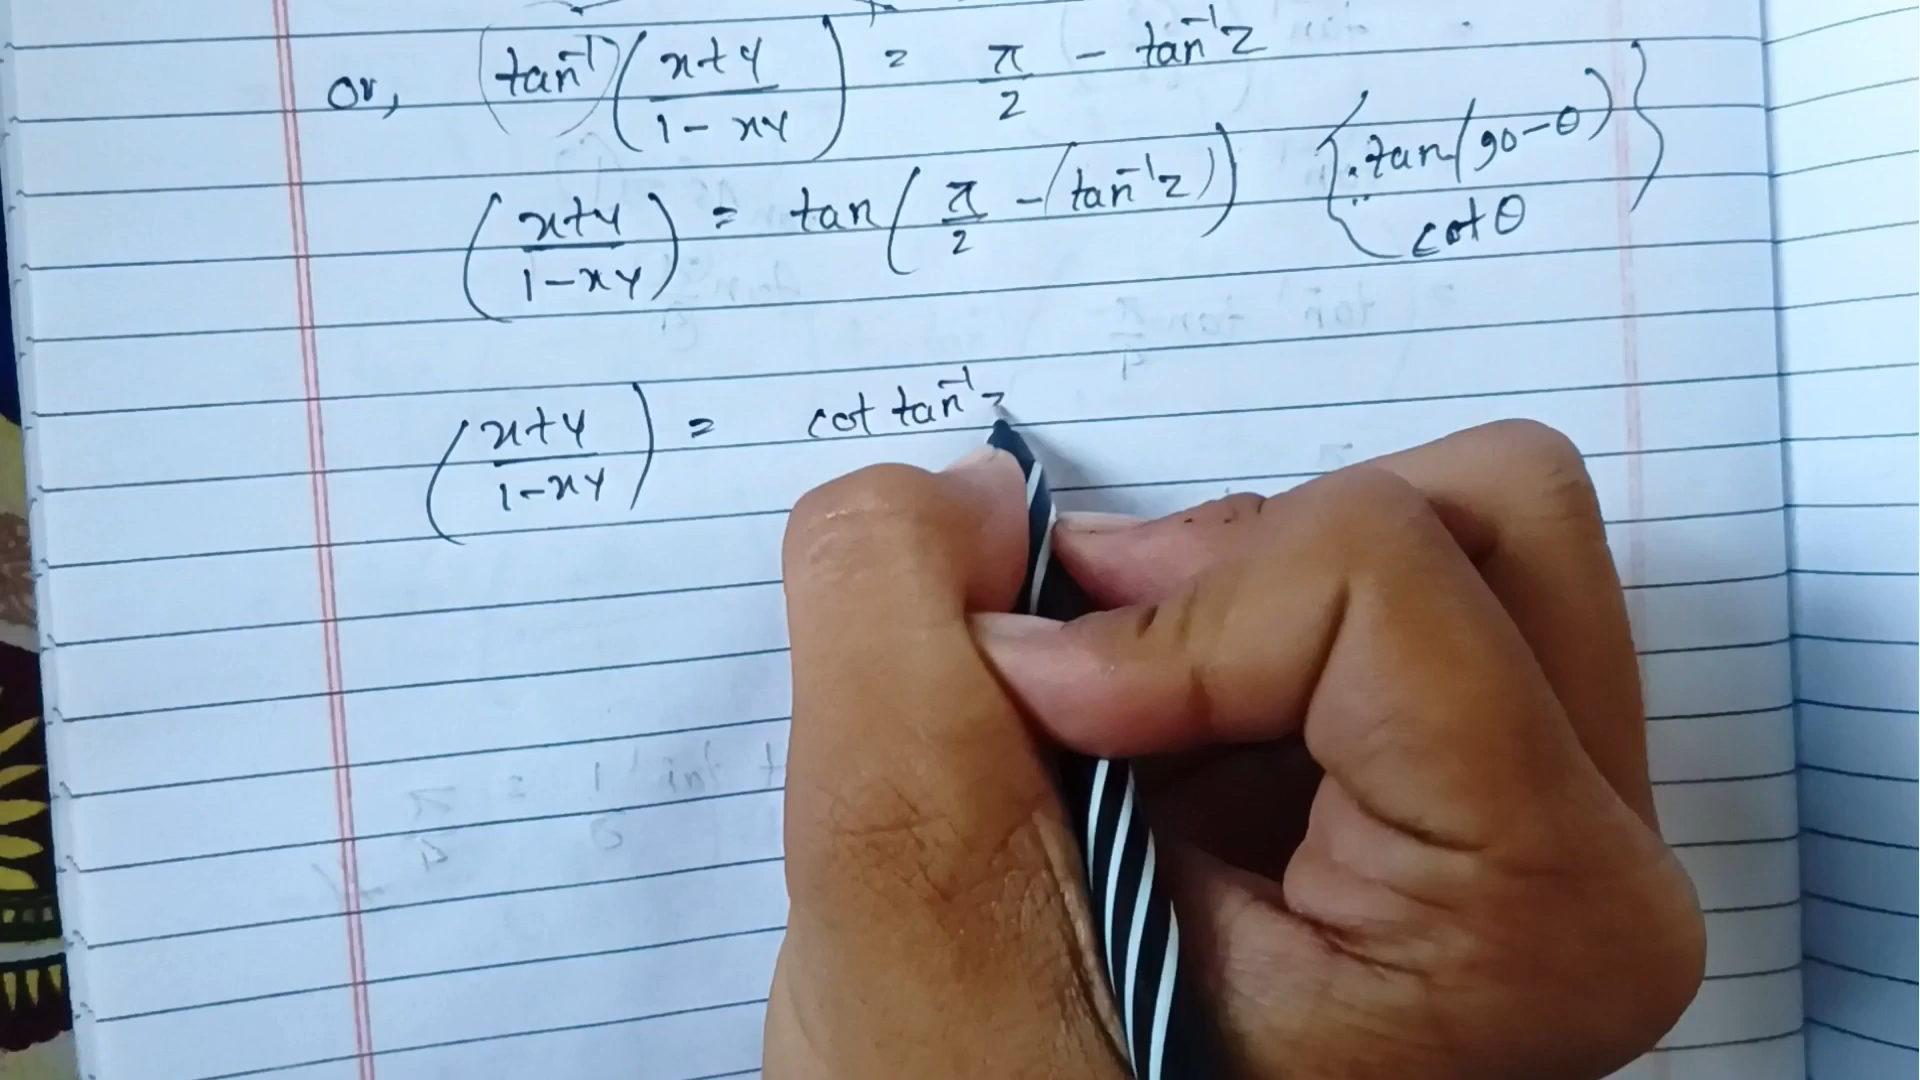 or, (tan⁻¹)(x+y / 1-xy) = π/2 - tan⁻¹z
(x+y / 1-xy) = tan(π/2 - (tan⁻¹z)) {∵ tan(90-θ)
cotθ}
(x+y / 1-xy) = cot tan⁻¹z